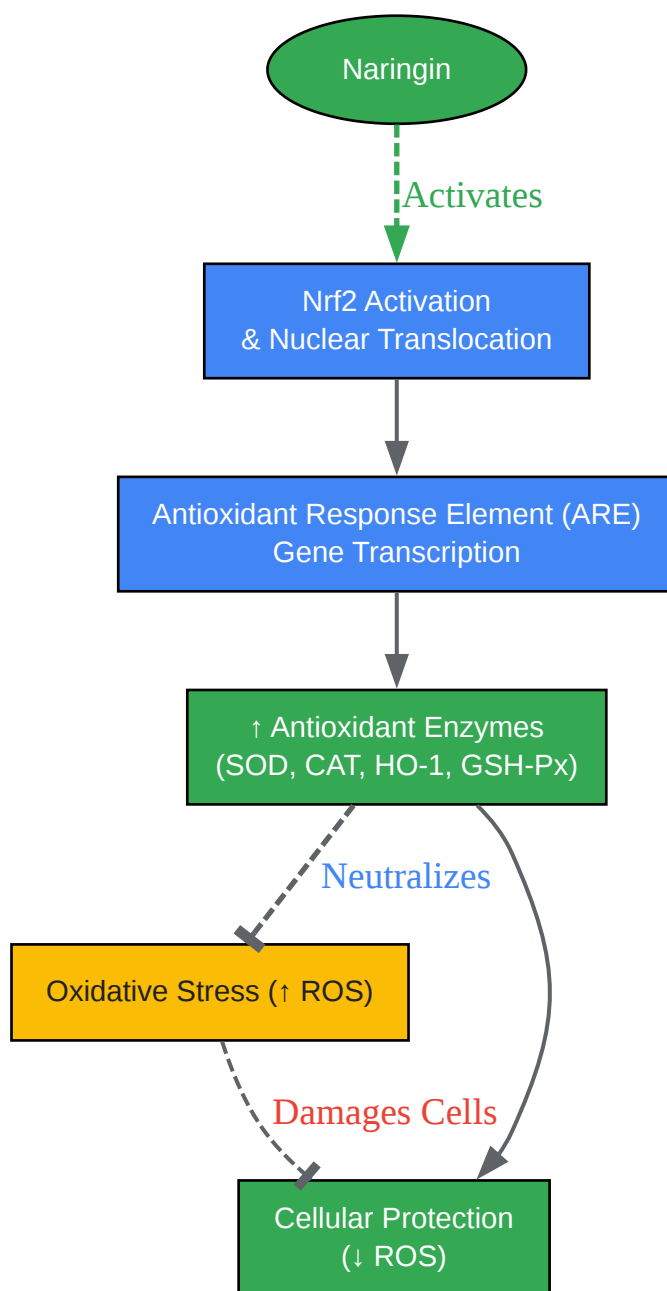 Naringin
Activates
Nrf2 Activation
& Nuclear Translocation
Antioxidant Response Element (ARE)
Gene Transcription
↑ Antioxidant Enzymes
(SOD, CAT, HO-1, GSH-Px)
Neutralizes
Oxidative Stress (↑ ROS)
Damages Cells
Cellular Protection
(↓ ROS)